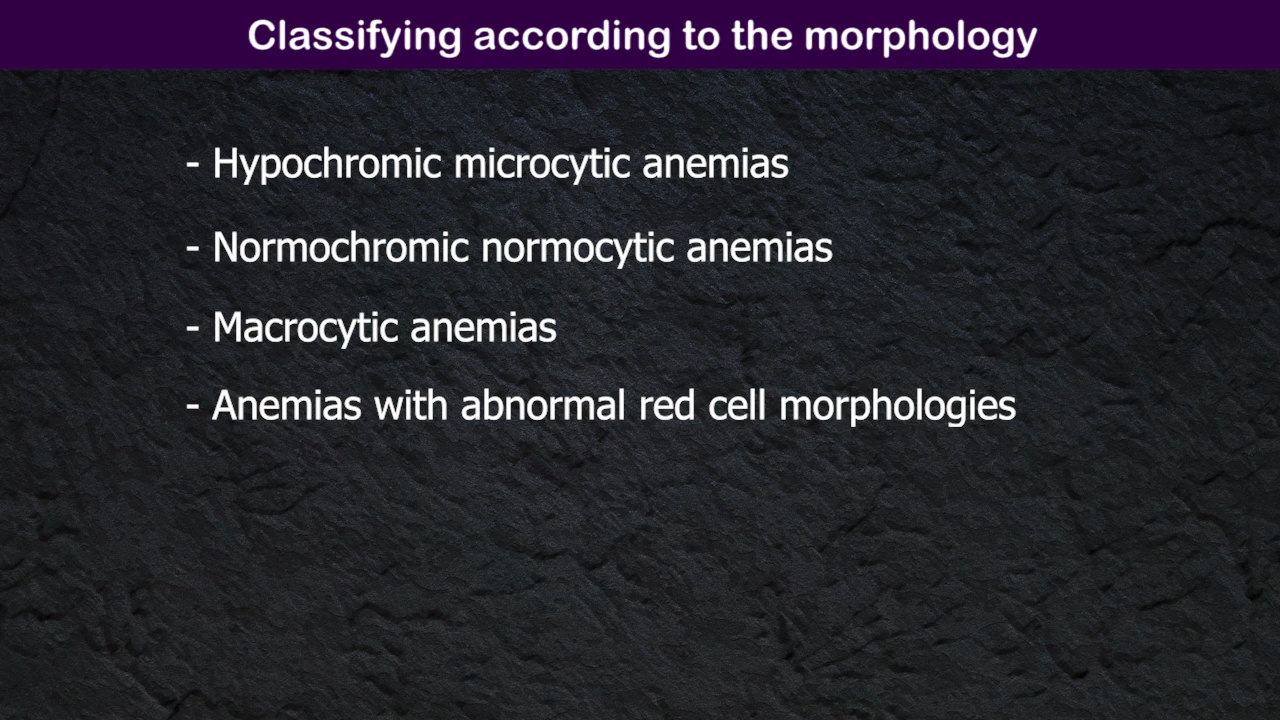 Classifying according to the morphology
- Hypochromic microcytic anemias
- Normochromic normocytic anemias
- Macrocytic anemias
- Anemias with abnormal red cell morphologies